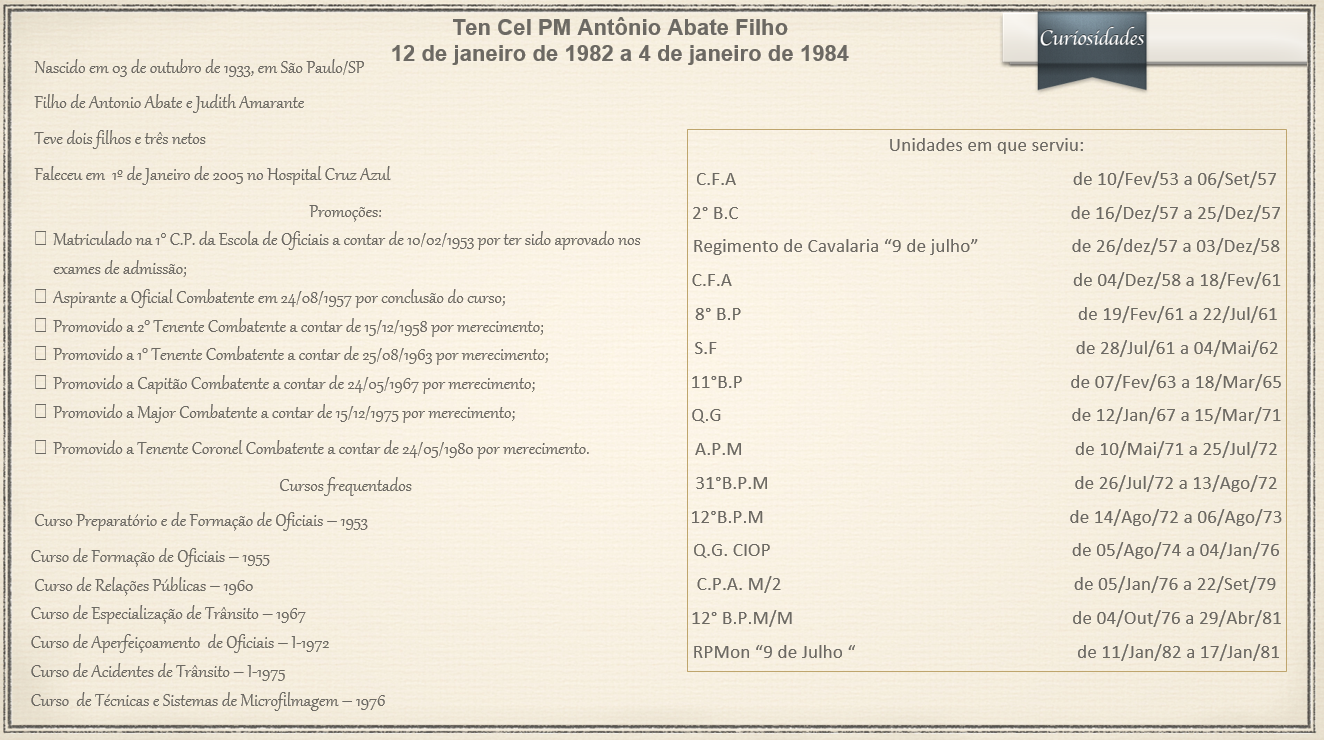 Ten Cel PM Antônio Abate Filho
12 de janeiro de 1982 a 4 de janeiro de 1984
Curiosidades
Nascido em 03 de outubro de 1933, em São Paulo/SP
Filho de Antonio Abate e Judith Amarante
Teve dois filhos e três netos
Faleceu em 1º de Janeiro de 2005 no Hospital Cruz Azul
Promoções:
Matriculado na 1° C.P. da Escola de Oficiais a contar de 10/02/1953 por ter sido aprovado nos
exames de admissão;
Aspirante a Oficial Combatente em 24/08/1957 por conclusão do curso;
Promovido a 2° Tenente Combatente a contar de 15/12/1958 por merecimento;
Promovido a 1° Tenente Combatente a contar de 25/08/1963 por merecimento;
Promovido a Capitão Combatente a contar de 24/05/1967 por merecimento;
Promovido a Major Combatente a contar de 15/12/1975 por merecimento;
Promovido a Tenente Coronel Combatente a contar de 24/05/1980 por merecimento.
Cursos frequentados
Curso Preparatório e de Formação de Oficiais – 1953
Curso de Formação de Oficiais – 1955
Curso de Relações Públicas – 1960
Curso de Especialização de Trânsito – 1967
Curso de Aperfeiçoamento de Oficiais – I-1972
Curso de Acidentes de Trânsito – I-1975
Curso de Técnicas e Sistemas de Microfilmagem – 1976
Unidades em que serviu:
C.F.A de 10/Fev/53 a 06/Set/57
2° B.C de 16/Dez/57 a 25/Dez/57
Regimento de Cavalaria “9 de julho” de 26/dez/57 a 03/Dez/58
C.F.A de 04/Dez/58 a 18/Fev/61
8° B.P de 19/Fev/61 a 22/Jul/61
S.F de 28/Jul/61 a 04/Mai/62
11°B.P de 07/Fev/63 a 18/Mar/65
Q.G de 12/Jan/67 a 15/Mar/71
A.P.M de 10/Mai/71 a 25/Jul/72
31°B.P.M de 26/Jul/72 a 13/Ago/72
12°B.P.M de 14/Ago/72 a 06/Ago/73
Q.G. CIOP de 05/Ago/74 a 04/Jan/76
C.P.A. M/2 de 05/Jan/76 a 22/Set/79
12° B.P.M/M de 04/Out/76 a 29/Abr/81
RPMon “9 de Julho “ de 11/Jan/82 a 17/Jan/81